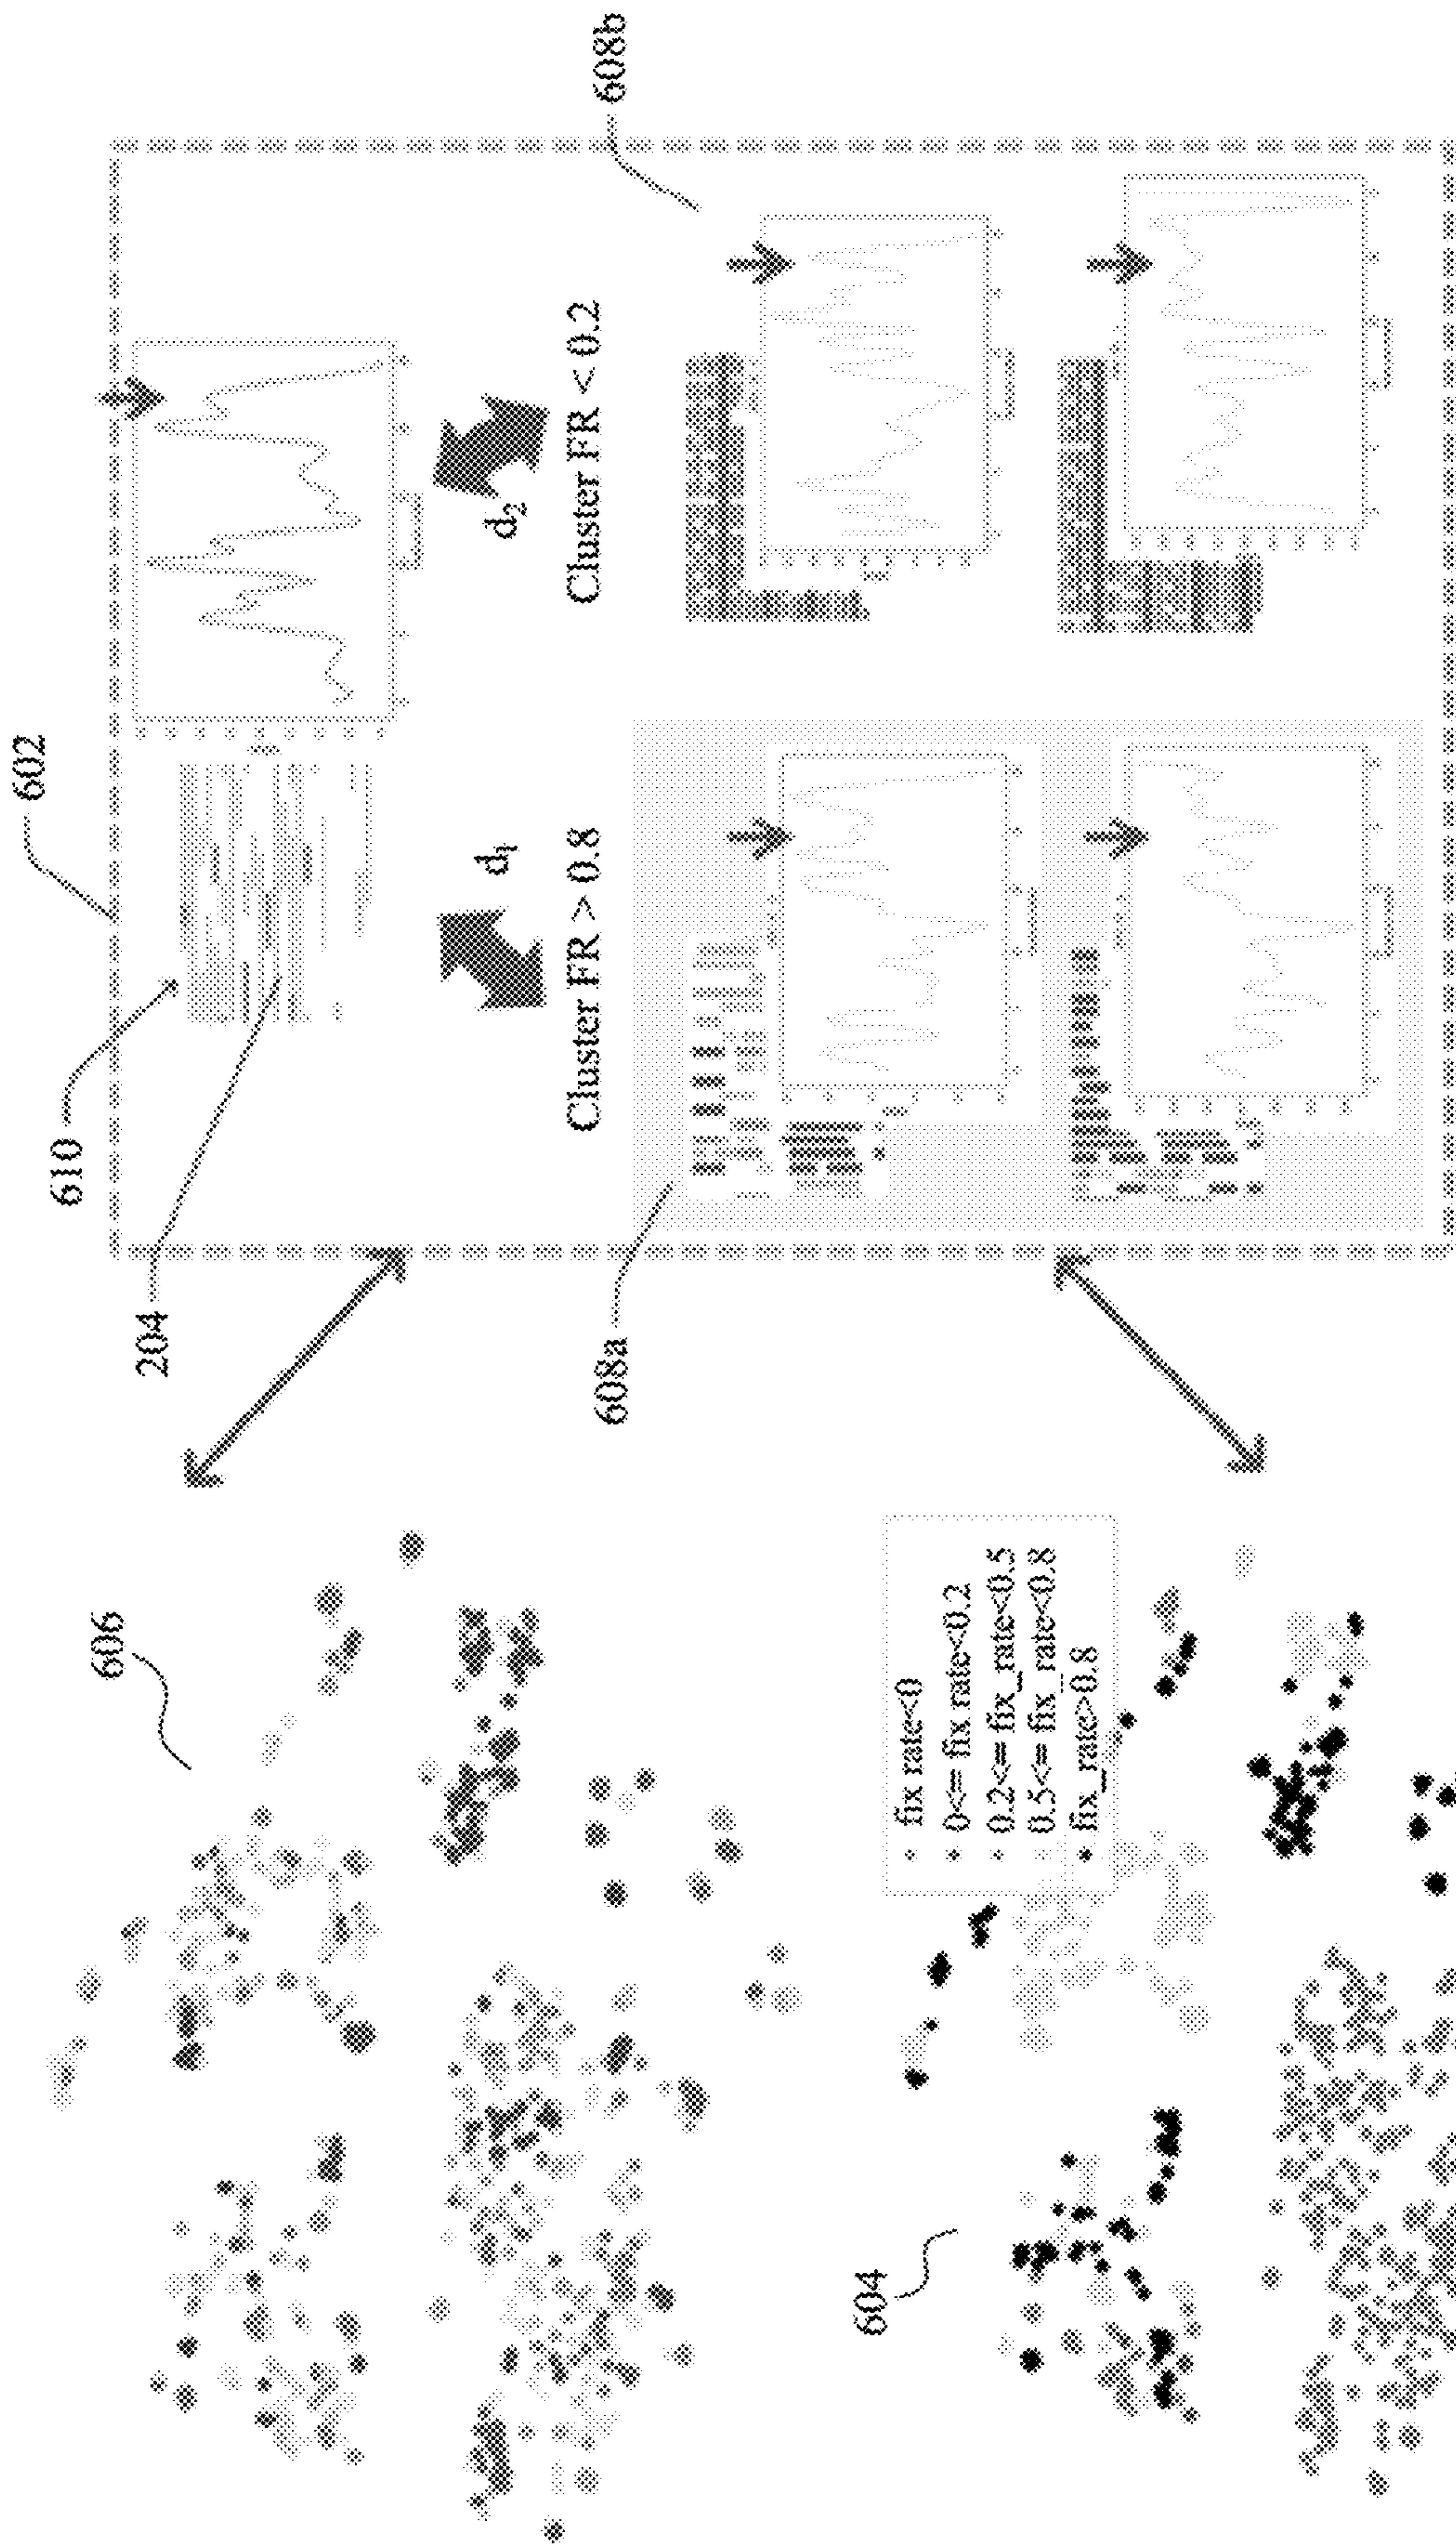 602
610
204
606
d₁
d₂
Cluster FR > 0.8
Cluster FR < 0.2
608a
608b
604
fix rate<0
0<= fix rate<0.2
0.2<= fix_rate<0.5
0.5<= fix_rate<0.8
fix_rate>0.8